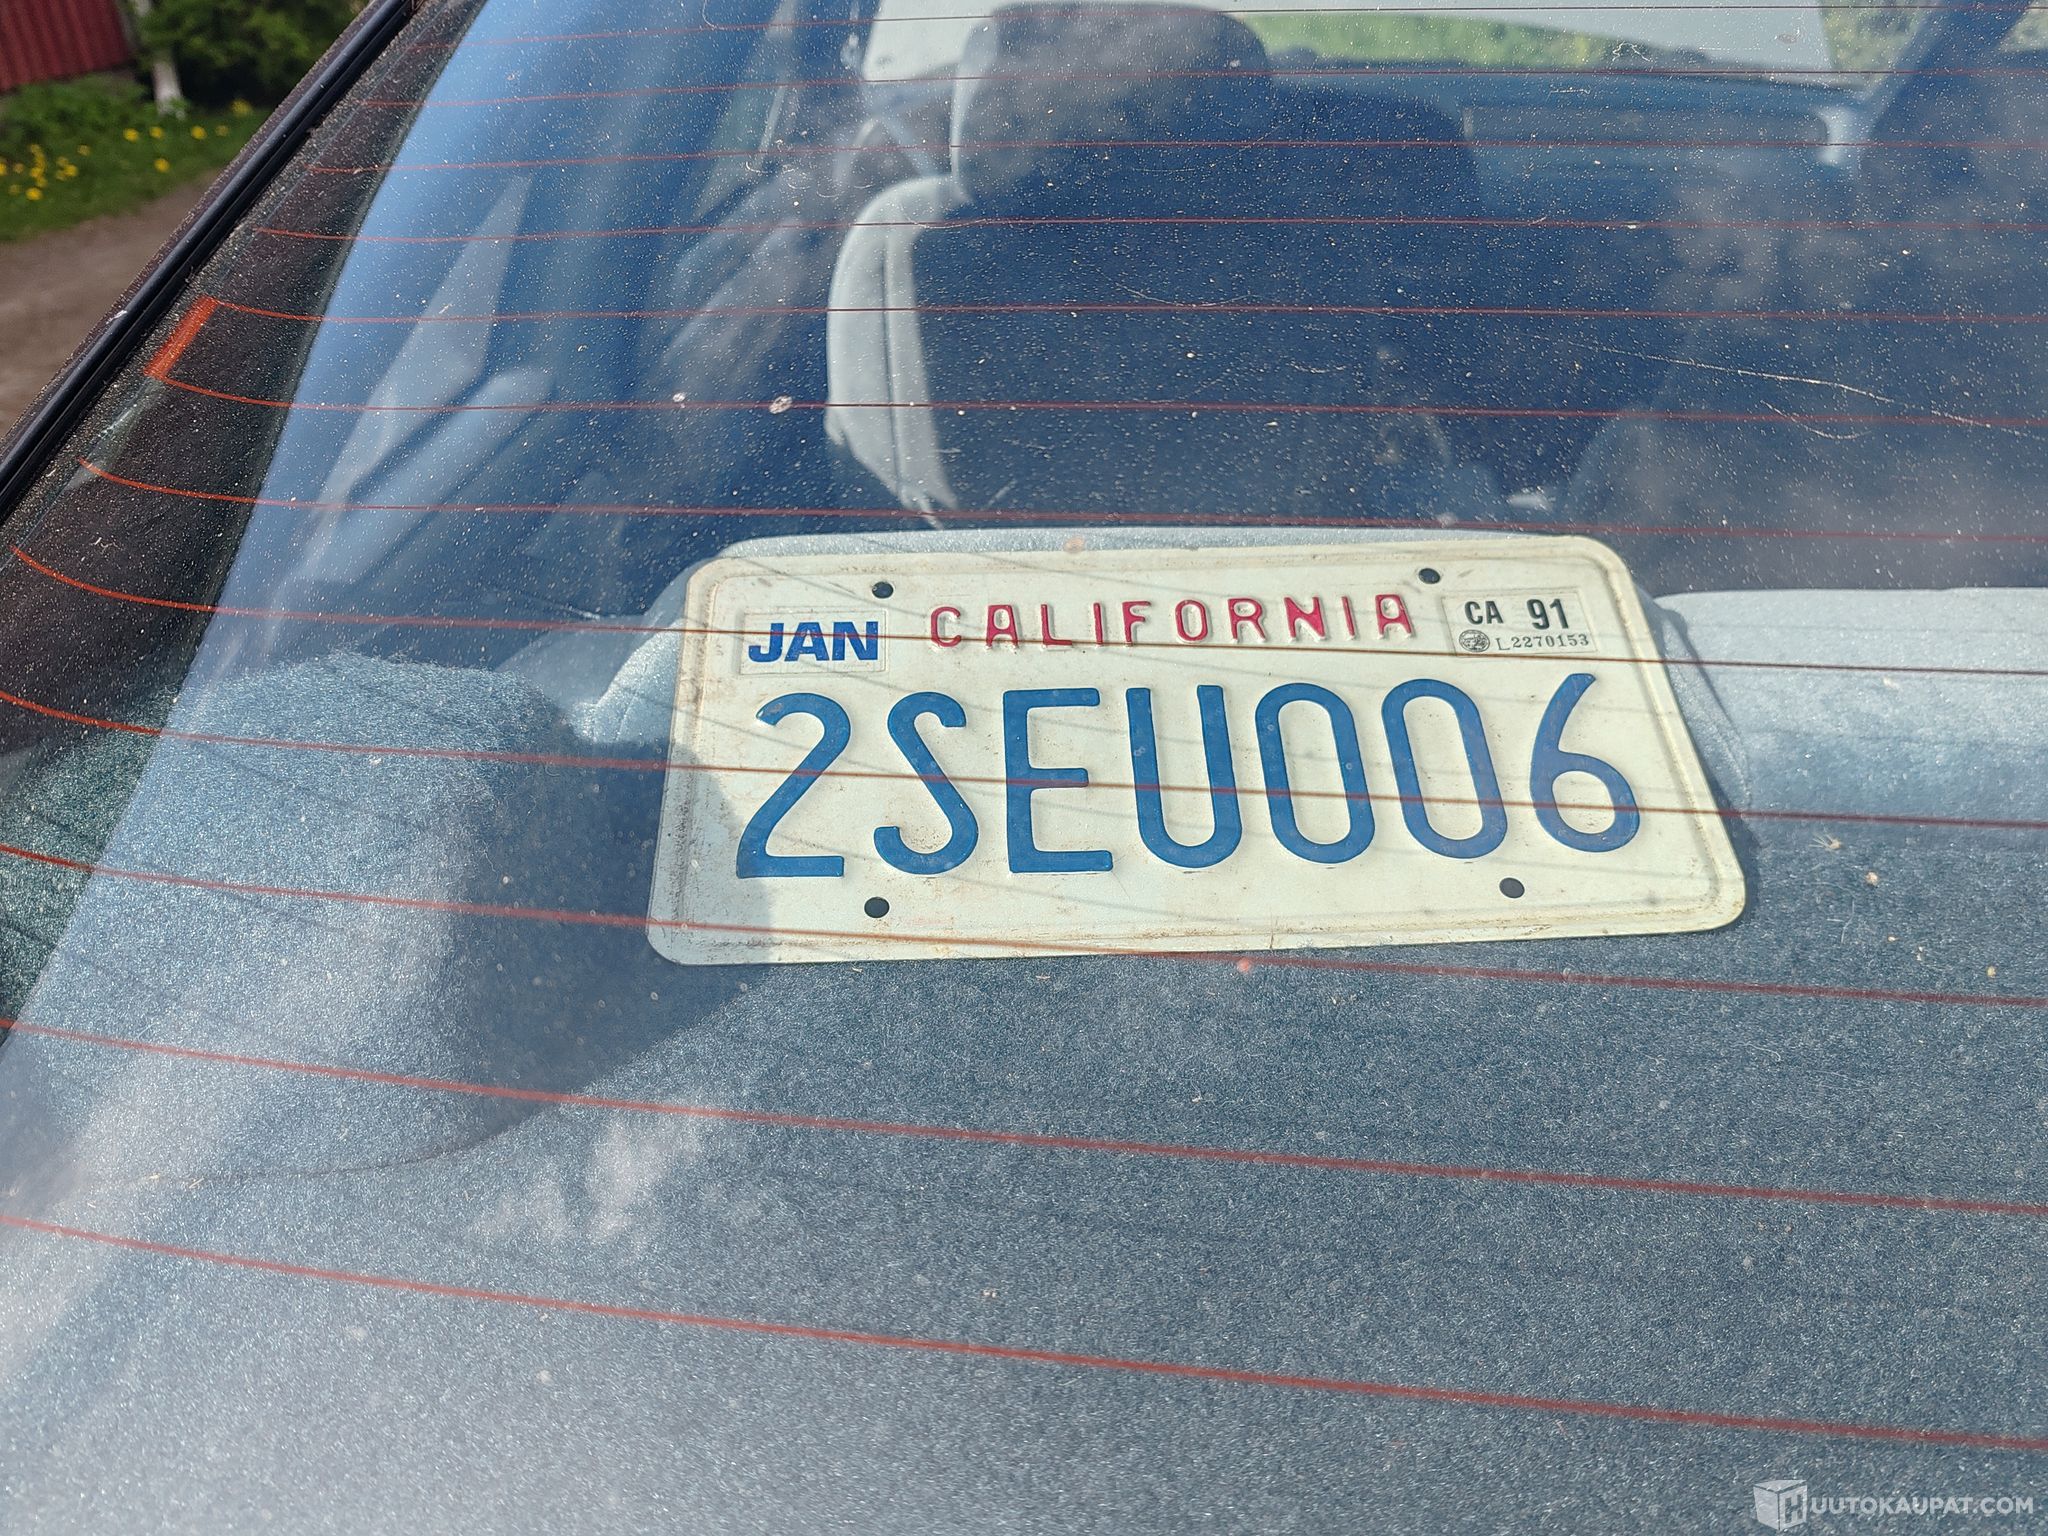 JAN CALIFORNIA CA 91
L2270153
2SEU006
HUUTOKAUPAT.COM